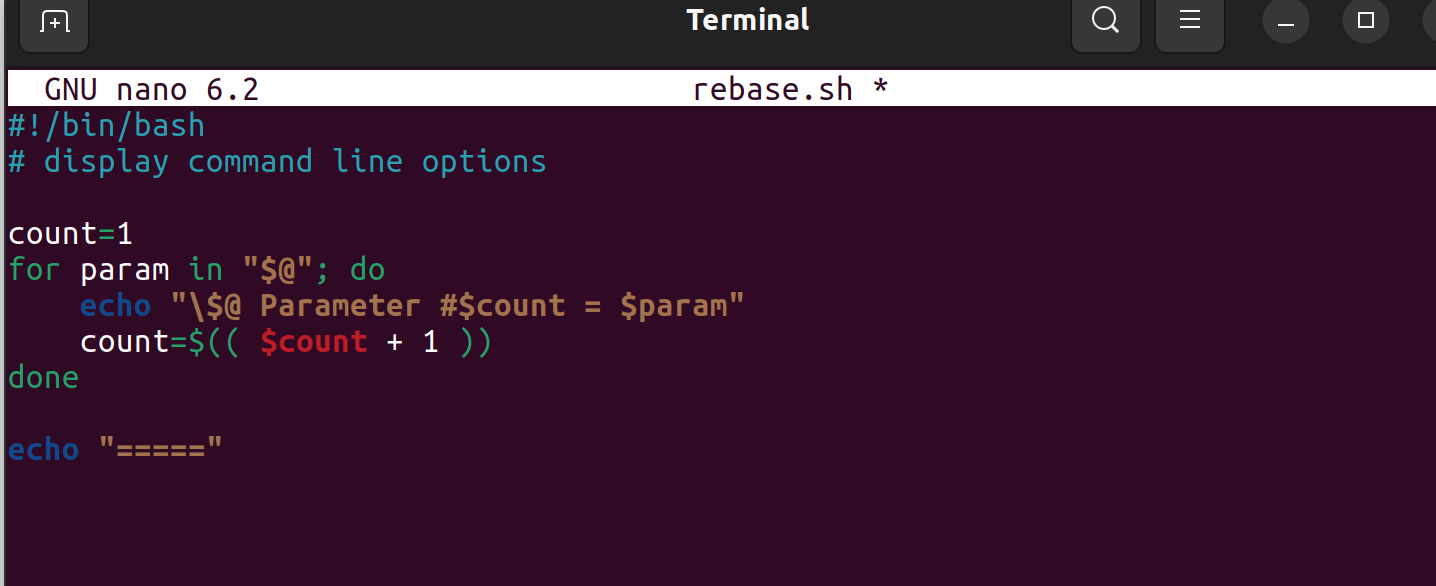 Terminal
GNU nano 6.2 rebase.sh *
#!/bin/bash
# display command line options

count=1
for param in "$@"; do
    echo "\$@ Parameter #$count = $param"
    count=$(( $count + 1 ))
done

echo "====="